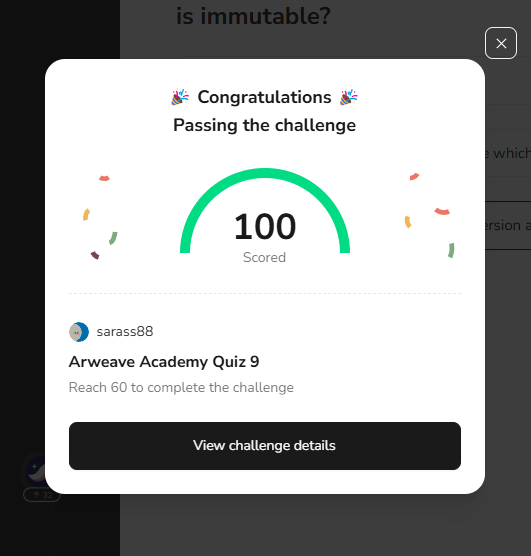 is immutable?
Congratulations
Passing the challenge
e which
ersion a
100
Scored
sarass88
Arweave Academy Quiz 9
Reach 60 to complete the challenge
View challenge details